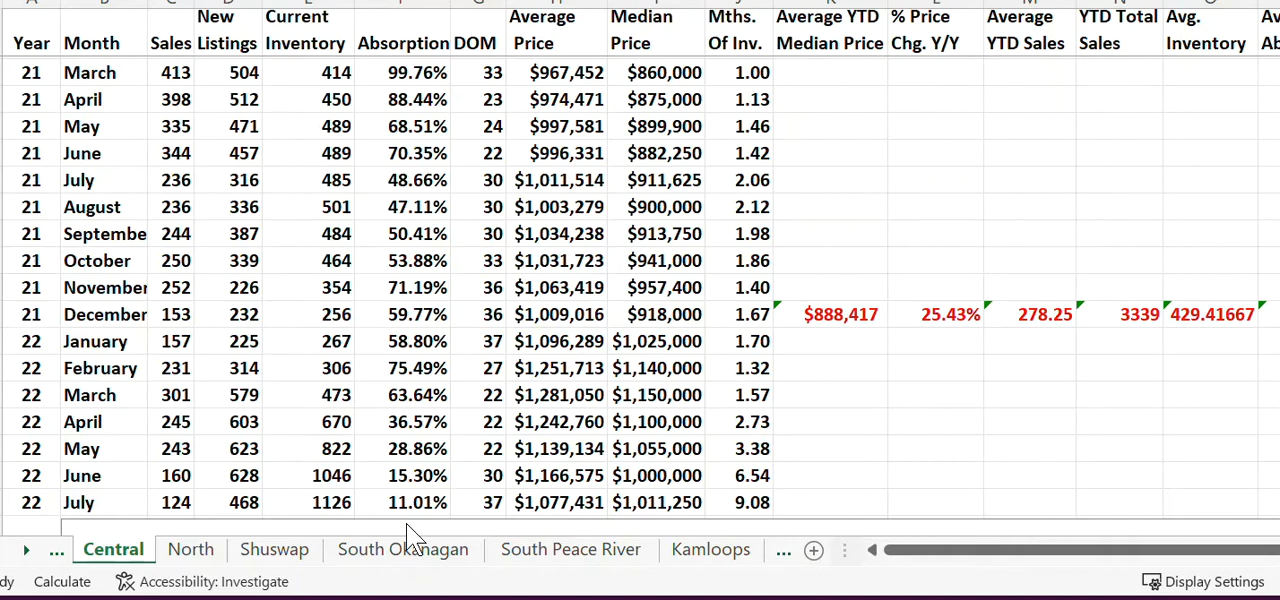 New Current Average Median Mths. Average YTD % Price Average YTD Total Avg. Av
Year Month Sales Listings Inventory Absorption DOM Price Price Of Inv. Median Price Chg. Y/Y YTD Sales Sales Inventory Ab
21 March 413 504 414 99.76% 33 $967,452 $860,000 1.00
21 April 398 512 450 88.44% 23 $974,471 $875,000 1.13
21 May 335 471 489 68.51% 24 $997,581 $899,900 1.46
21 June 344 457 489 70.35% 22 $996,331 $882,250 1.42
21 July 236 316 485 48.66% 30 $1,011,514 $911,625 2.06
21 August 236 336 501 47.11% 30 $1,003,279 $900,000 2.12
21 Septembe 244 387 484 50.41% 30 $1,034,238 $913,750 1.98
21 October 250 339 464 53.88% 33 $1,031,723 $941,000 1.86
21 November 252 226 354 71.19% 36 $1,063,419 $957,400 1.40
21 December 153 232 256 59.77% 36 $1,009,016 $918,000 1.67 $888,417 25.43% 278.25 3339 429.41667
22 January 157 225 267 58.80% 37 $1,096,289 $1,025,000 1.70
22 February 231 314 306 75.49% 27 $1,251,713 $1,140,000 1.32
22 March 301 579 473 63.64% 22 $1,281,050 $1,150,000 1.57
22 April 245 603 670 36.57% 22 $1,242,760 $1,100,000 2.73
22 May 243 623 822 28.86% 22 $1,139,134 $1,055,000 3.38
22 June 160 628 1046 15.30% 30 $1,166,575 $1,000,000 6.54
22 July 124 468 1126 11.01% 37 $1,077,431 $1,011,250 9.08
... Central North Shuswap South Okanagan South Peace River Kamloops ...
dy Calculate Accessibility: Investigate Display Settings